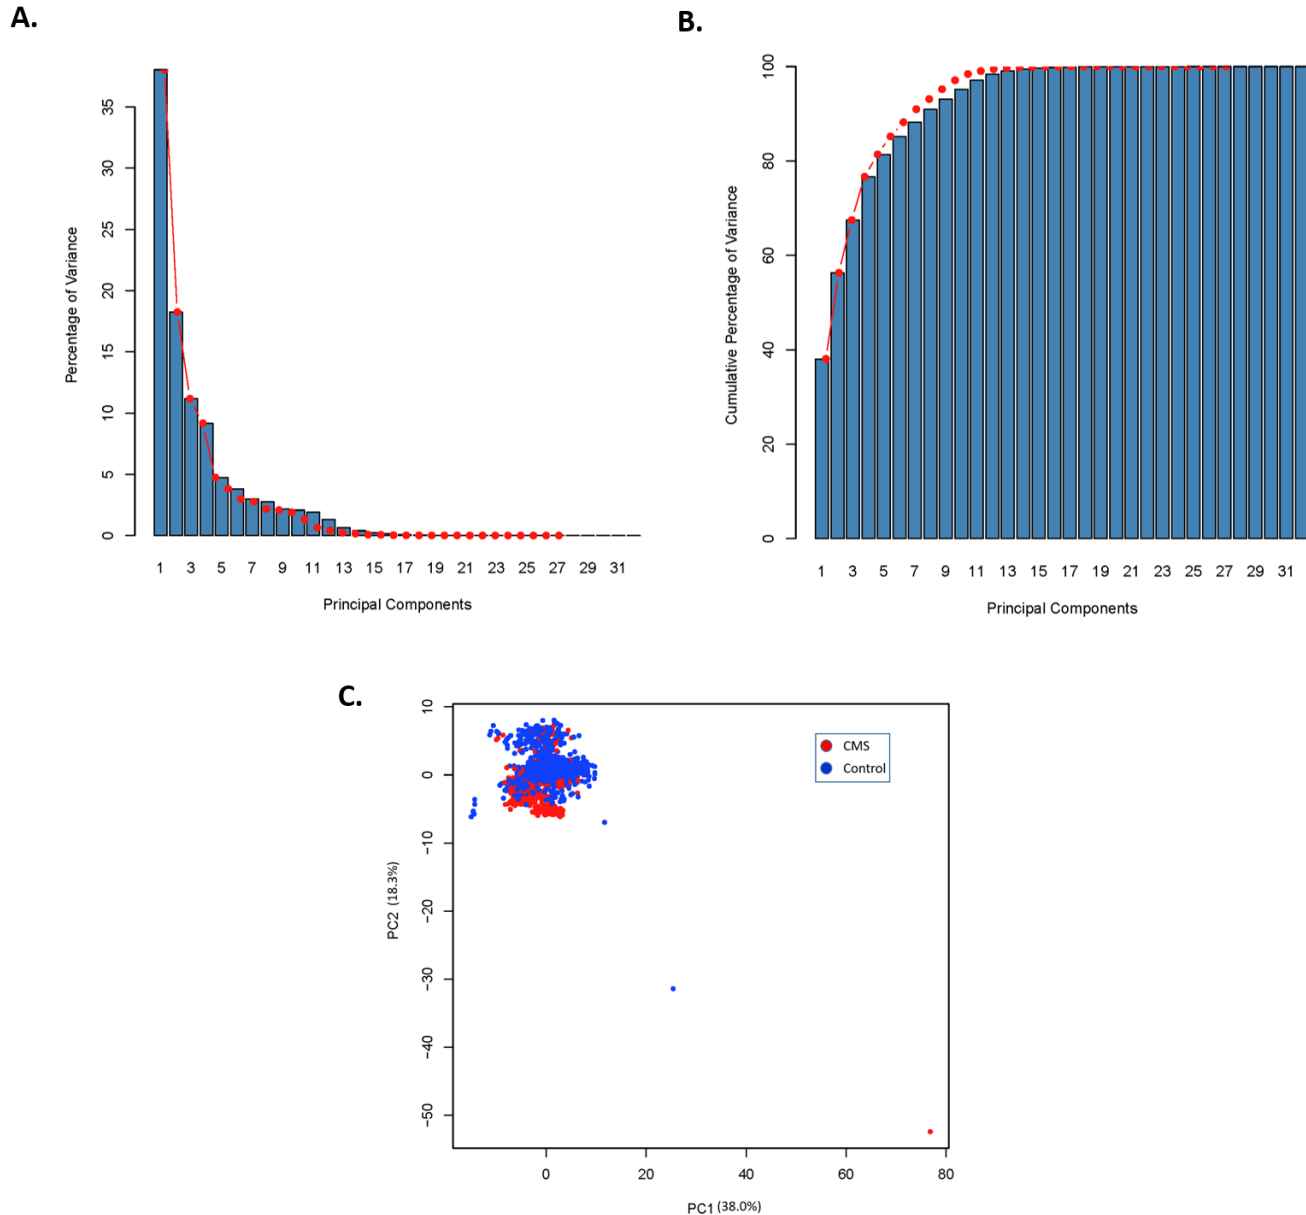 A.
B.
Percentage of Variance
0 5 10 15 20 25 30 35
1 3 5 7 9 11 13 15 17 19 21 23 25 27 29 31
Principal Components
Cumulative Percentage of Variance
0 20 40 60 80 100
1 3 5 7 9 11 13 15 17 19 21 23 25 27 29 31
Principal Components
C.
PC2 (18.3%)
10
0
−10
−20
−30
−40
−50
CMS
Control
0 20 40 60 80
PC1 (38.0%)